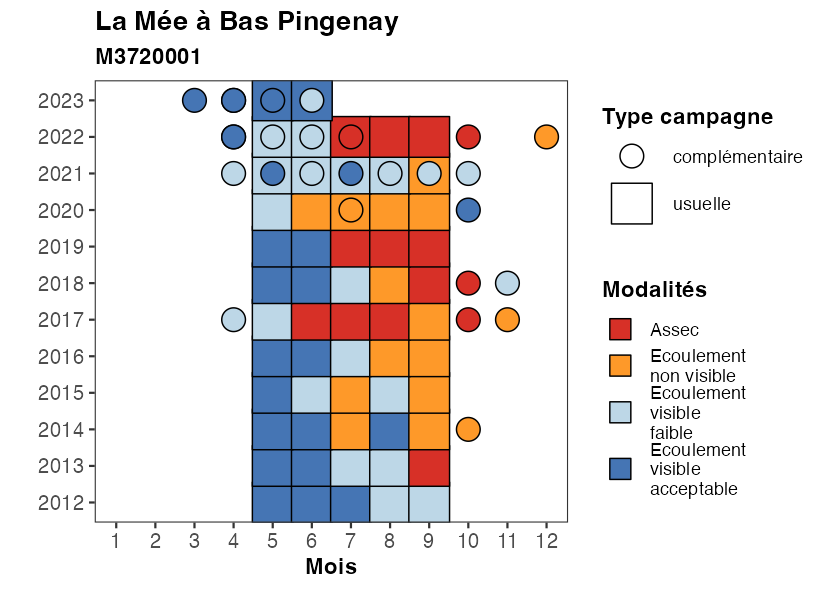 La Mée à Bas Pingenay
M3720001
2023
2022
2021
2020
2019
2018
2017
2016
2015
2014
2013
2012
1 2 3 4 5 6 7 8 9 10 11 12
Mois
Type campagne
complémentaire
usuelle
Modalités
Assec
Ecoulement
non visible
Ecoulement
visible
faible
Ecoulement
visible
acceptable